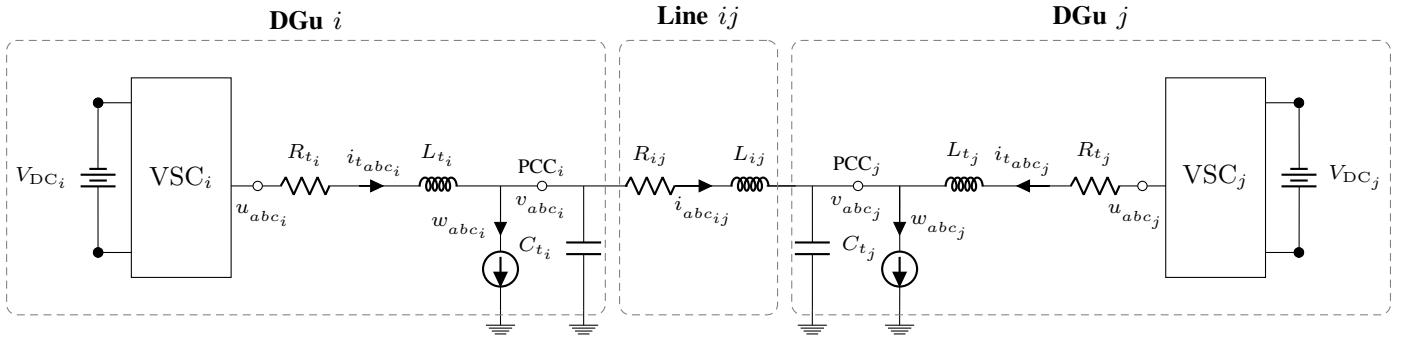 DGu i
Line ij
DGu j
V_DC_i
VSC_i
u_abc_i
R_t_i
i_t_abc_i
L_t_i
w_abc_i
PCC_i
v_abc_i
C_t_i
R_ij
i_abc_ij
L_ij
PCC_j
v_abc_j
C_t_j
w_abc_j
L_t_j
i_t_abc_j
R_t_j
u_abc_j
VSC_j
V_DC_j